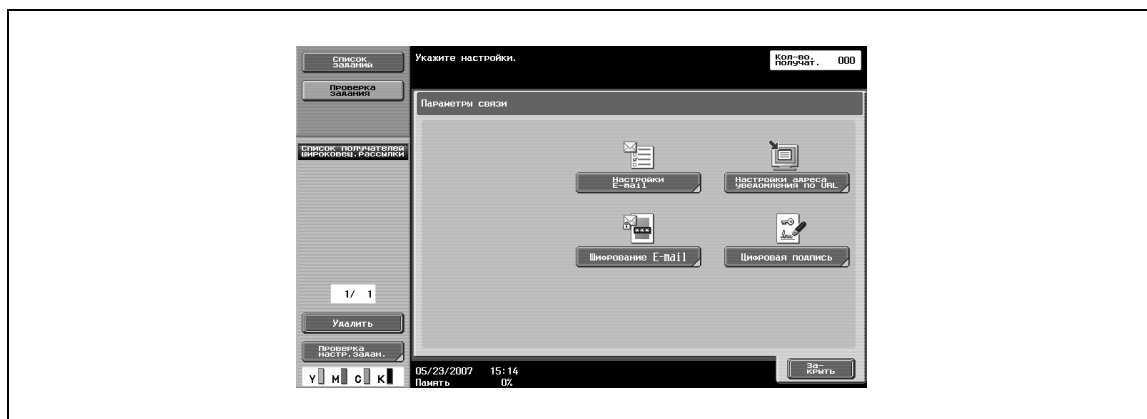 Список
заданий
Укажите настройки.
Кол-во.
получат. 000
Проверка
задания
Параметры связи
Список получателей
широковещ.рассылки
Настройки
E-mail
Настройки адреса
уведомления по URL
Шифрование E-mail
Цифровая подпись
1/ 1
Удалить
Проверка
настр.задан.
Y M C K
05/23/2007 15:14
Память 0%
За-
крыть